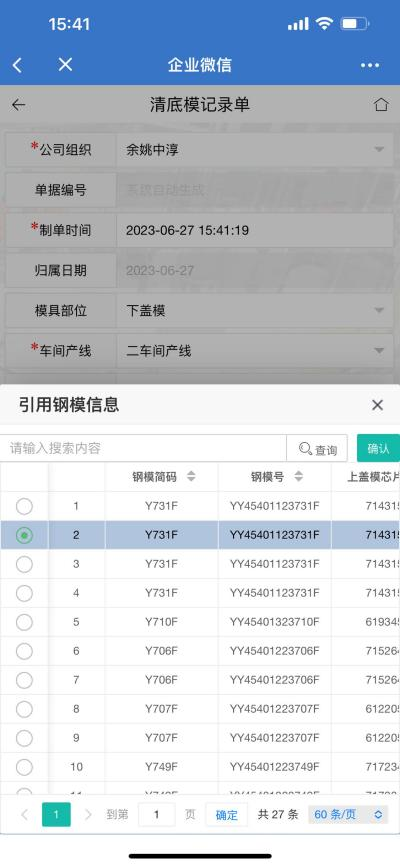 15:41
企业微信
清底模记录单
*公司组织 余姚中淳
单据编号 系统自动生成
*制单时间 2023-06-27 15:41:19
归属日期 2023-06-27
模具部位 下盖模
*车间产线 二车间产线
引用钢模信息
请输入搜索内容 查询 确认
钢模简码 钢模号 上盖模芯片
1 Y731F YY45401123731F 71431
2 Y731F YY45401123731F 71431
3 Y731F YY45401123731F 71431
4 Y731F YY45401123731F 71431
5 Y710F YY45401323710F 61934
6 Y706F YY45401223706F 71526
7 Y706F YY45401223706F 71526
8 Y707F YY45401223707F 61220
9 Y707F YY45401223707F 61220
10 Y749F YY45401223749F 71723
1 到第 1 页 确定 共 27 条 60 条/页